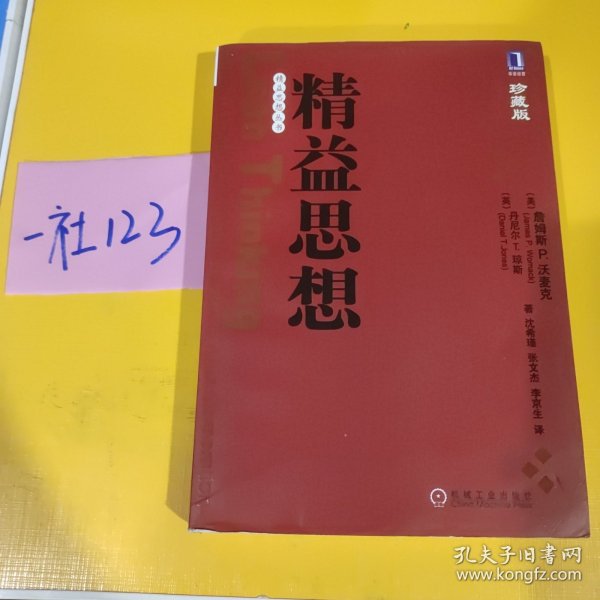 一社123
精益思想丛书
精益思想
Lean Thinking
珍藏版
(美) 詹姆斯 P. 沃麦克
(James P. Womack)
(英) 丹尼尔 T. 琼斯
(Daniel T. Jones)
著
沈希瑾 张文杰 李京生 译
机械工业出版社
China Machine Press
孔夫子旧书网
www.kongfz.com